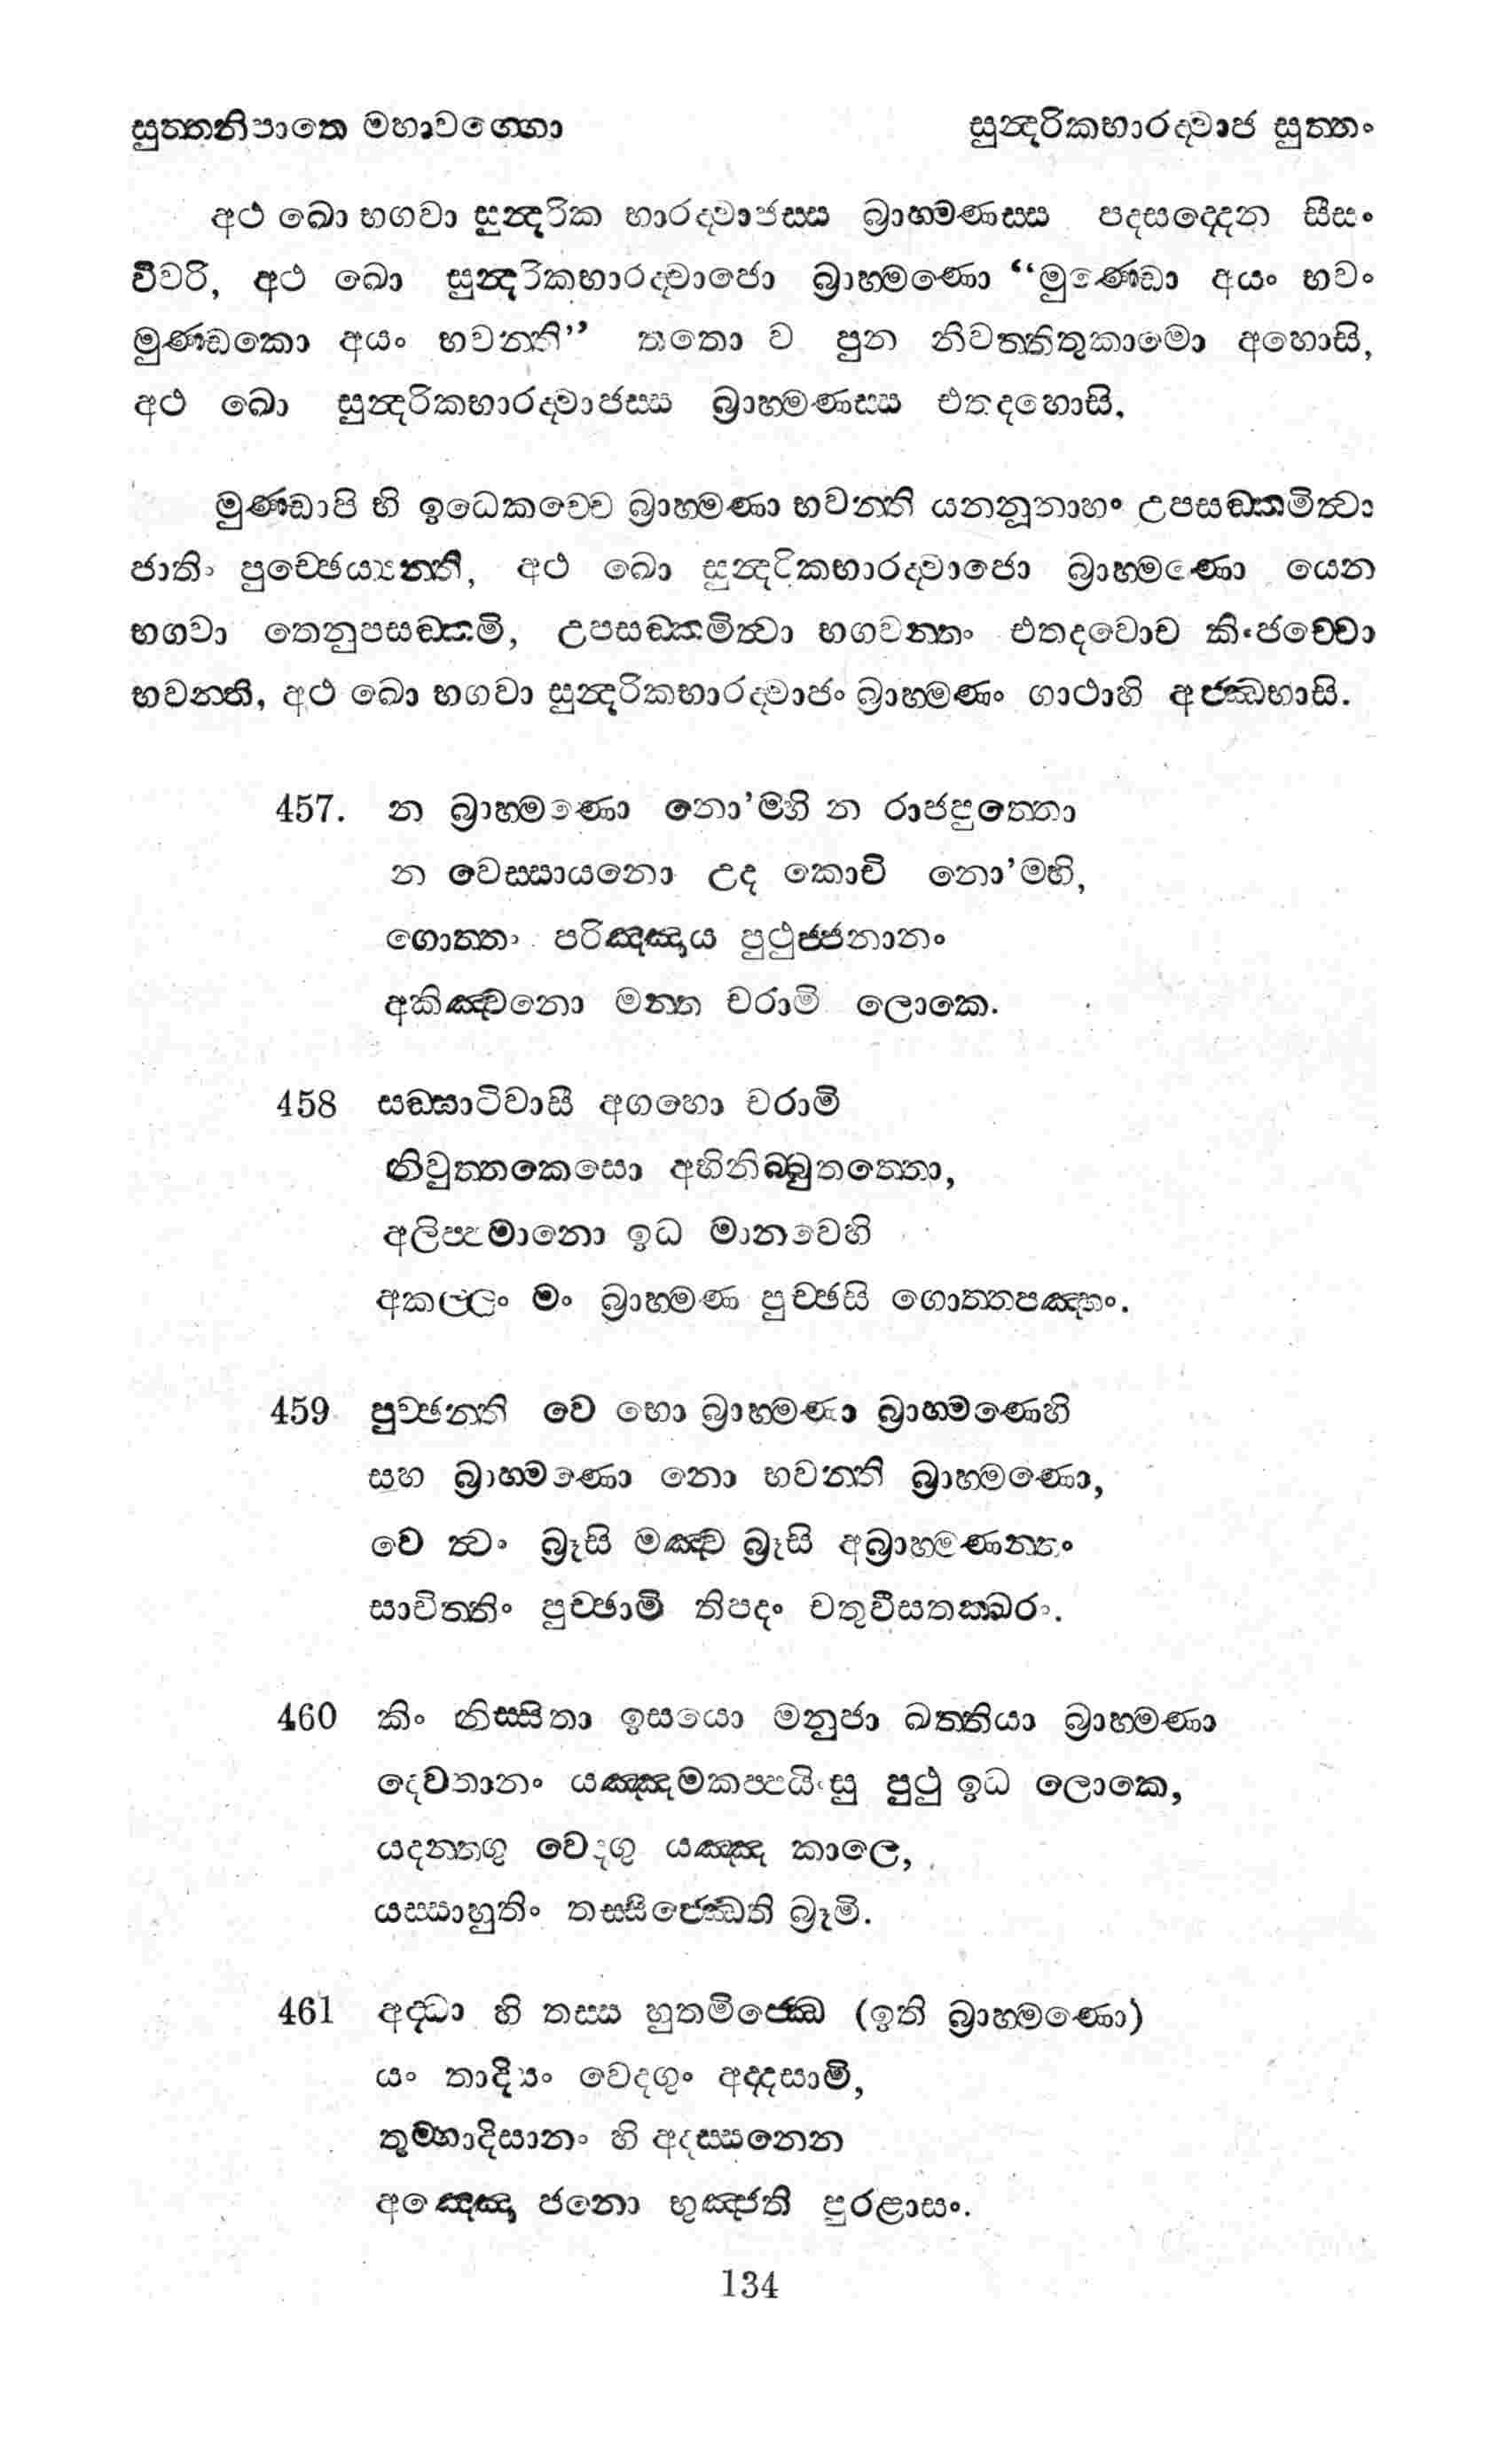 සුත්තනිපාතෙ මහාවග්ගො සුන්දරිකභාරද්වාජ සුත්තං
අථ ඛො භගවා සුන්දරික භාරද්වාජස්ස බ්‍රාහ්මණස්ස පදසද්දෙන සීසං
විවරි, අථ ඛො සුන්දරිකභාරද්වාජො බ්‍රාහ්මණො “මුණ්ඩො අයං භවං
මුණ්ඩකො අයං භවන්ති” තතො ව පුන නිවත්තිතුකාමො අහොසි,
අථ ඛො සුන්දරිකභාරද්වාජස්ස බ්‍රාහ්මණස්ස එතදහොසි,
මුණ්ඩාපි හි ඉධෙකච්චෙ බ්‍රාහ්මණා භවන්ති යනනූනාහං උපසඞ්කමිත්වා
ජාතිං පුච්ඡෙය්‍යන්ති, අථ ඛො සුන්දරිකභාරද්වාජො බ්‍රාහ්මණො යෙන
භගවා තෙනුපසඞ්කමි, උපසඞ්කමිත්වා භගවන්තං එතදවොච කිංජච්චො
භවන්ති, අථ ඛො භගවා සුන්දරිකභාරද්වාජං බ්‍රාහ්මණං ගාථාහි අජ්ඣභාසි.
457. න බ්‍රාහ්මණො නො’ම්හි න රාජපුත්තො
න වෙස්සායනො උද කොචි නො’ම්හි,
ගොත්තං පරිඤ්ඤාය පුථුජ්ජනානං
අකිඤ්චනො මන්ත චරාමි ලොකෙ.
458 සඞ්ඝාටිවාසී අගහො චරාමි
නිවුත්තකෙසො අභිනිබ්බුතත්තො,
අලිප්පමානො ඉධ මානවෙහි
අකල්ලං මං බ්‍රාහ්මණ පුච්ඡසි ගොත්තපඤ්හං.
459 පුච්ඡන්ති වෙ භො බ්‍රාහ්මණා බ්‍රාහ්මණෙහි
සහ බ්‍රාහ්මණො නො භවන්ති බ්‍රාහ්මණො,
වෙ ත්වං බ්‍රූසි මඤ්ච බ්‍රූසි අබ්‍රාහ්මණන්තං
සාවිත්තිං පුච්ඡාමි තිපදං චතුවීසතක්ඛරං.
460 කිං නිස්සිතා ඉසයො මනුජා ඛත්තියා බ්‍රාහ්මණා
දෙවතානං යඤ්ඤමකප්පයිංසු පුථු ඉධ ලොකෙ,
යදන්තගු වෙදගු යඤ්ඤ කාලෙ,
යස්සාහුතිං තස්සිජ්ඣෙති බ්‍රූමි.
461 අද්ධා හි තස්ස හුතමිජ්ඣෙ (ඉති බ්‍රාහ්මණො)
යං තාදිසං වෙදගුං අද්දසාමි,
තුම්හාදිසානං හි අදස්සනෙන
අඤ්ඤො ජනො භුඤ්ජති පුරළාසං.
134